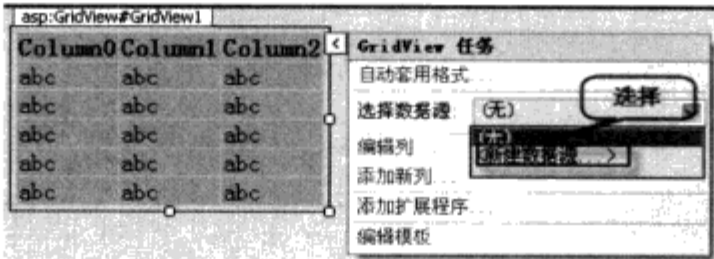 asp:GridView#GridView1
Column0 Column1 Column2
abc abc abc
abc abc abc
abc abc abc
abc abc abc
abc abc abc
<
GridView 任务
自动套用格式...
选择数据源 (无)
选择
(无)
<新建数据源...>
编辑列...
添加新列...
添加扩展程序...
编辑模板